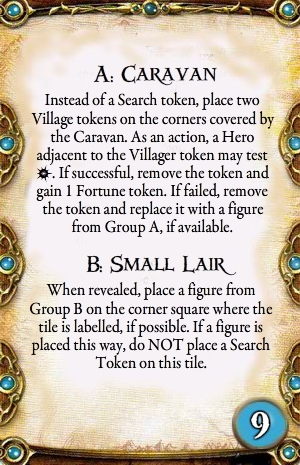 A: Caravan
Instead of a Search token, place two
Village tokens on the corners covered by
the Caravan. As an action, a Hero
adjacent to the Villager token may test
. If successful, remove the token and
gain 1 Fortune token. If failed, remove
the token and replace it with a figure
from Group A, if available.
B: Small Lair
When revealed, place a figure from
Group B on the corner square where the
tile is labelled, if possible. If a figure is
placed this way, do NOT place a Search
Token on this tile.
9